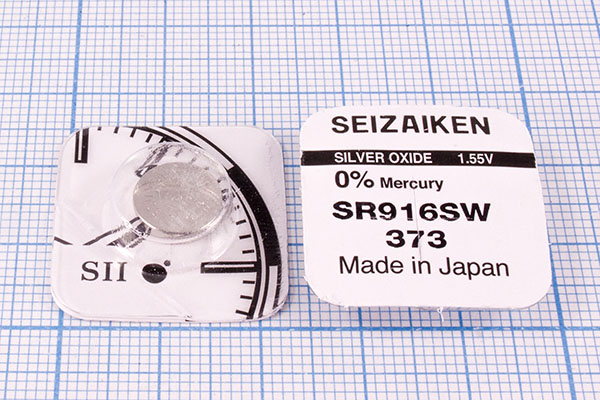 SEIZAIKEN
SILVER OXIDE 1.55V
0% Mercury
SR916SW
373
Made in Japan
SII